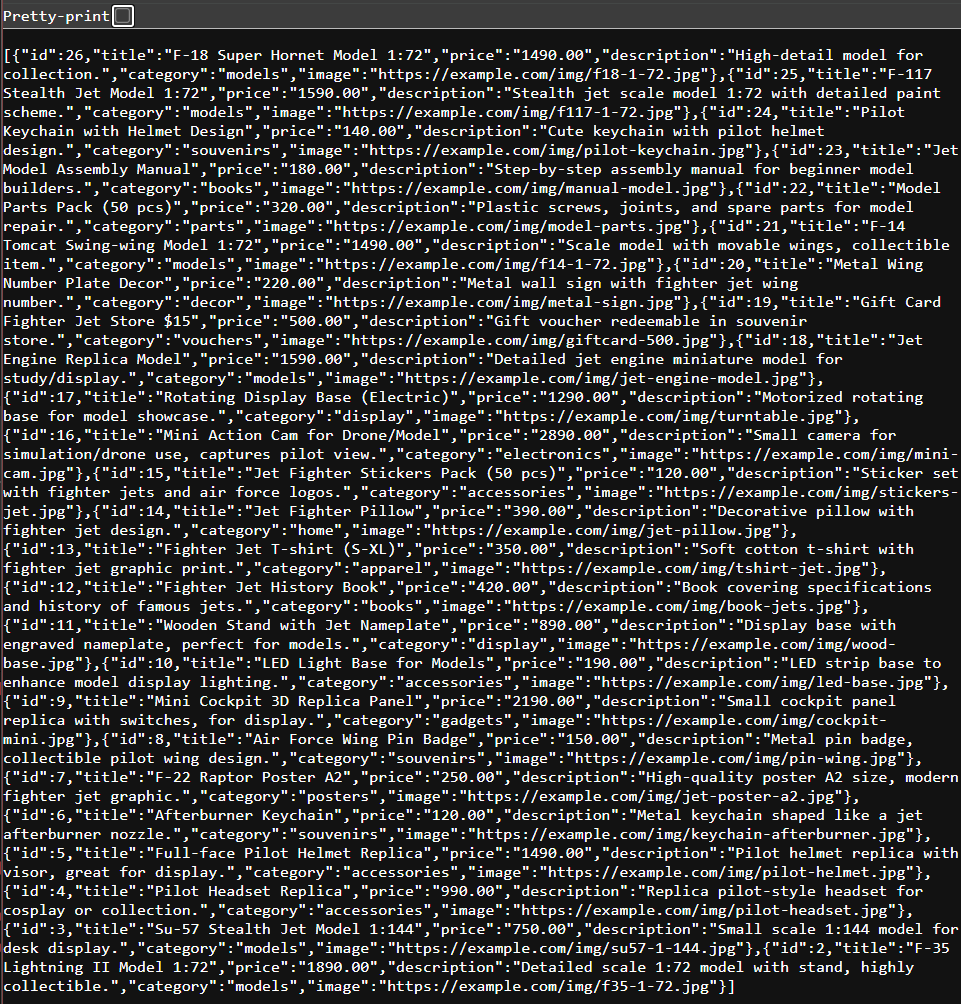 Pretty-print
[{"id":26,"title":"F-18 Super Hornet Model 1:72","price":"1490.00","description":"High-detail model for
collection.","category":"models","image":"https://example.com/img/f18-1-72.jpg"},{"id":25,"title":"F-117
Stealth Jet Model 1:72","price":"1590.00","description":"Stealth jet scale model 1:72 with detailed paint
scheme.","category":"models","image":"https://example.com/img/f117-1-72.jpg"},{"id":24,"title":"Pilot
Keychain with Helmet Design","price":"140.00","description":"Cute keychain with pilot helmet
design.","category":"souvenirs","image":"https://example.com/img/pilot-keychain.jpg"},{"id":23,"title":"Jet
Model Assembly Manual","price":"180.00","description":"Step-by-step assembly manual for beginner model
builders.","category":"books","image":"https://example.com/img/manual-model.jpg"},{"id":22,"title":"Model
Parts Pack (50 pcs)","price":"320.00","description":"Plastic screws, joints, and spare parts for model
repair.","category":"parts","image":"https://example.com/img/model-parts.jpg"},{"id":21,"title":"F-14
Tomcat Swing-wing Model 1:72","price":"1490.00","description":"Scale model with movable wings, collectible
item.","category":"models","image":"https://example.com/img/f14-1-72.jpg"},{"id":20,"title":"Metal Wing
Number Plate Decor","price":"220.00","description":"Metal wall sign with fighter jet wing
number.","category":"decor","image":"https://example.com/img/metal-sign.jpg"},{"id":19,"title":"Gift Card
Fighter Jet Store $15","price":"500.00","description":"Gift voucher redeemable in souvenir
store.","category":"vouchers","image":"https://example.com/img/giftcard-500.jpg"},{"id":18,"title":"Jet
Engine Replica Model","price":"1590.00","description":"Detailed jet engine miniature model for
study/display.","category":"models","image":"https://example.com/img/jet-engine-model.jpg"},
{"id":17,"title":"Rotating Display Base (Electric)","price":"1290.00","description":"Motorized rotating
base for model showcase.","category":"display","image":"https://example.com/img/turntable.jpg"},
{"id":16,"title":"Mini Action Cam for Drone/Model","price":"2890.00","description":"Small camera for
simulation/drone use, captures pilot view.","category":"electronics","image":"https://example.com/img/mini-
cam.jpg"},{"id":15,"title":"Jet Fighter Stickers Pack (50 pcs)","price":"120.00","description":"Sticker set
with fighter jets and air force logos.","category":"accessories","image":"https://example.com/img/stickers-
jet.jpg"},{"id":14,"title":"Jet Fighter Pillow","price":"390.00","description":"Decorative pillow with
fighter jet design.","category":"home","image":"https://example.com/img/jet-pillow.jpg"},
{"id":13,"title":"Fighter Jet T-shirt (S-XL)","price":"350.00","description":"Soft cotton t-shirt with
fighter jet graphic print.","category":"apparel","image":"https://example.com/img/tshirt-jet.jpg"},
{"id":12,"title":"Fighter Jet History Book","price":"420.00","description":"Book covering specifications
and history of famous jets.","category":"books","image":"https://example.com/img/book-jets.jpg"},
{"id":11,"title":"Wooden Stand with Jet Nameplate","price":"890.00","description":"Display base with
engraved nameplate, perfect for models.","category":"display","image":"https://example.com/img/wood-
base.jpg"},{"id":10,"title":"LED Light Base for Models","price":"190.00","description":"LED strip base to
enhance model display lighting.","category":"accessories","image":"https://example.com/img/led-base.jpg"},
{"id":9,"title":"Mini Cockpit 3D Replica Panel","price":"2190.00","description":"Small cockpit panel
replica with switches, for display.","category":"gadgets","image":"https://example.com/img/cockpit-
mini.jpg"},{"id":8,"title":"Air Force Wing Pin Badge","price":"150.00","description":"Metal pin badge,
collectible pilot wing design.","category":"souvenirs","image":"https://example.com/img/pin-wing.jpg"},
{"id":7,"title":"F-22 Raptor Poster A2","price":"250.00","description":"High-quality poster A2 size, modern
fighter jet graphic.","category":"posters","image":"https://example.com/img/jet-poster-a2.jpg"},
{"id":6,"title":"Afterburner Keychain","price":"120.00","description":"Metal keychain shaped like a jet
afterburner nozzle.","category":"souvenirs","image":"https://example.com/img/keychain-afterburner.jpg"},
{"id":5,"title":"Full-face Pilot Helmet Replica","price":"1490.00","description":"Pilot helmet replica with
visor, great for display.","category":"accessories","image":"https://example.com/img/pilot-helmet.jpg"},
{"id":4,"title":"Pilot Headset Replica","price":"990.00","description":"Replica pilot-style headset for
cosplay or collection.","category":"accessories","image":"https://example.com/img/pilot-headset.jpg"},
{"id":3,"title":"Su-57 Stealth Jet Model 1:144","price":"750.00","description":"Small scale 1:144 model for
desk display.","category":"models","image":"https://example.com/img/su57-1-144.jpg"},{"id":2,"title":"F-35
Lightning II Model 1:72","price":"1890.00","description":"Detailed scale 1:72 model with stand, highly
collectible.","category":"models","image":"https://example.com/img/f35-1-72.jpg"}]